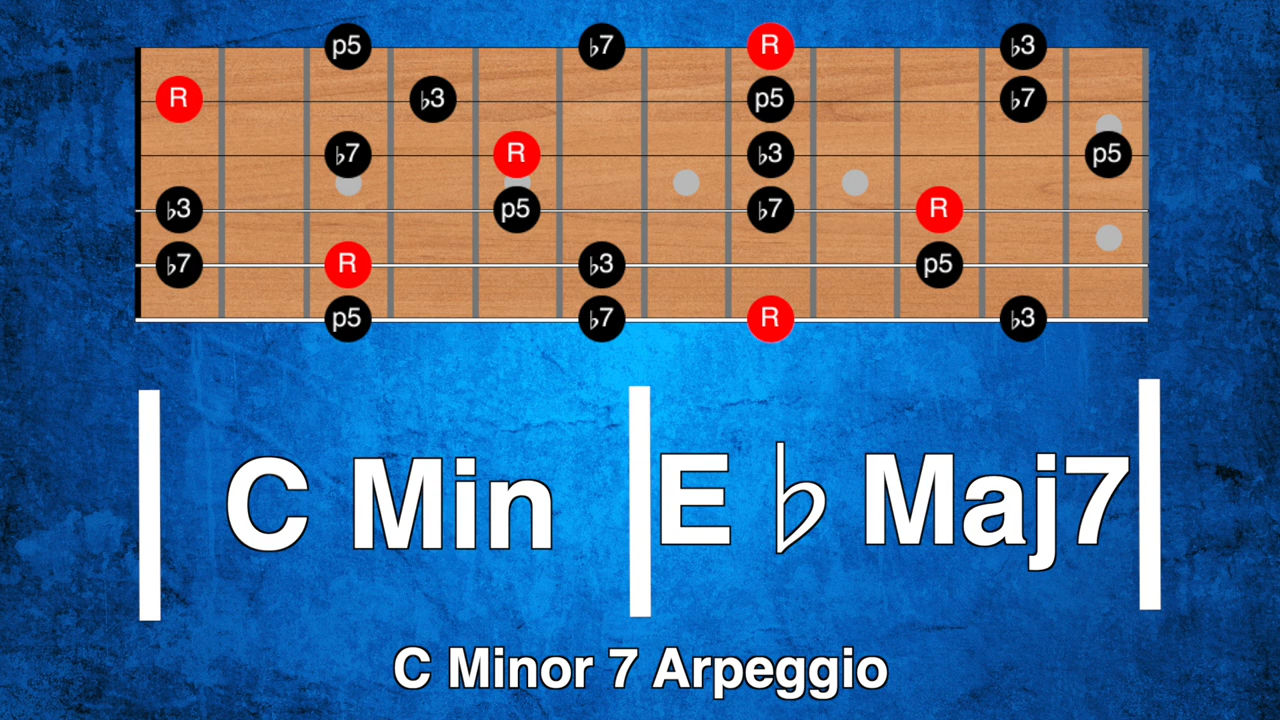 p5 ♭7 R ♭3
R ♭3 p5 ♭7
♭7 R ♭3 p5
♭3 p5 ♭7 R
♭7 R ♭3 p5
p5 ♭7 R ♭3
C Min E♭Maj7
C Minor 7 Arpeggio